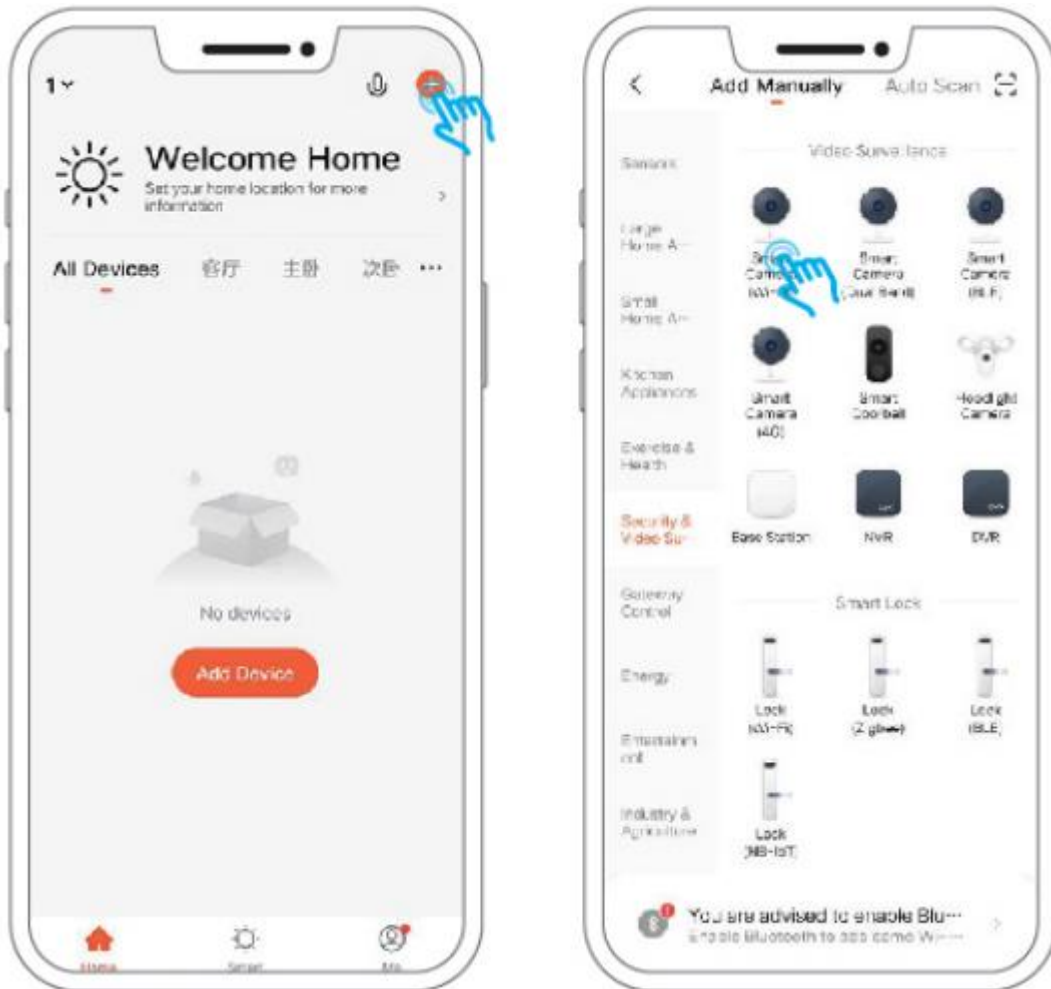 1
Welcome Home
Set your home location for more
information
All Devices 客厅 主卧 次卧 ···
No devices
Add Device
Home
Smart
Me
Add Manually
Auto Scan
Sensors
Large
Home A···
Small
Home A···
Kitchen
Appliances
Exercise &
Health
Security &
Video Su···
Gateway
Control
Energy
Entertainm
ent
Industry &
Agriculture
Video Surveillance
Smart
Camera
(Wi-Fi)
Smart
Camera
(Dual Band)
Smart
Camera
(BLE)
Smart
Camera
(4G)
Smart
Doorbell
Floodlight
Camera
Base Station
NVR
DVR
Smart Lock
Lock
(Wi-Fi)
Lock
(Zigbee)
Lock
(BLE)
Lock
(NB-IoT)
You are advised to enable Blu···
Enable Bluetooth to add some Wi-···